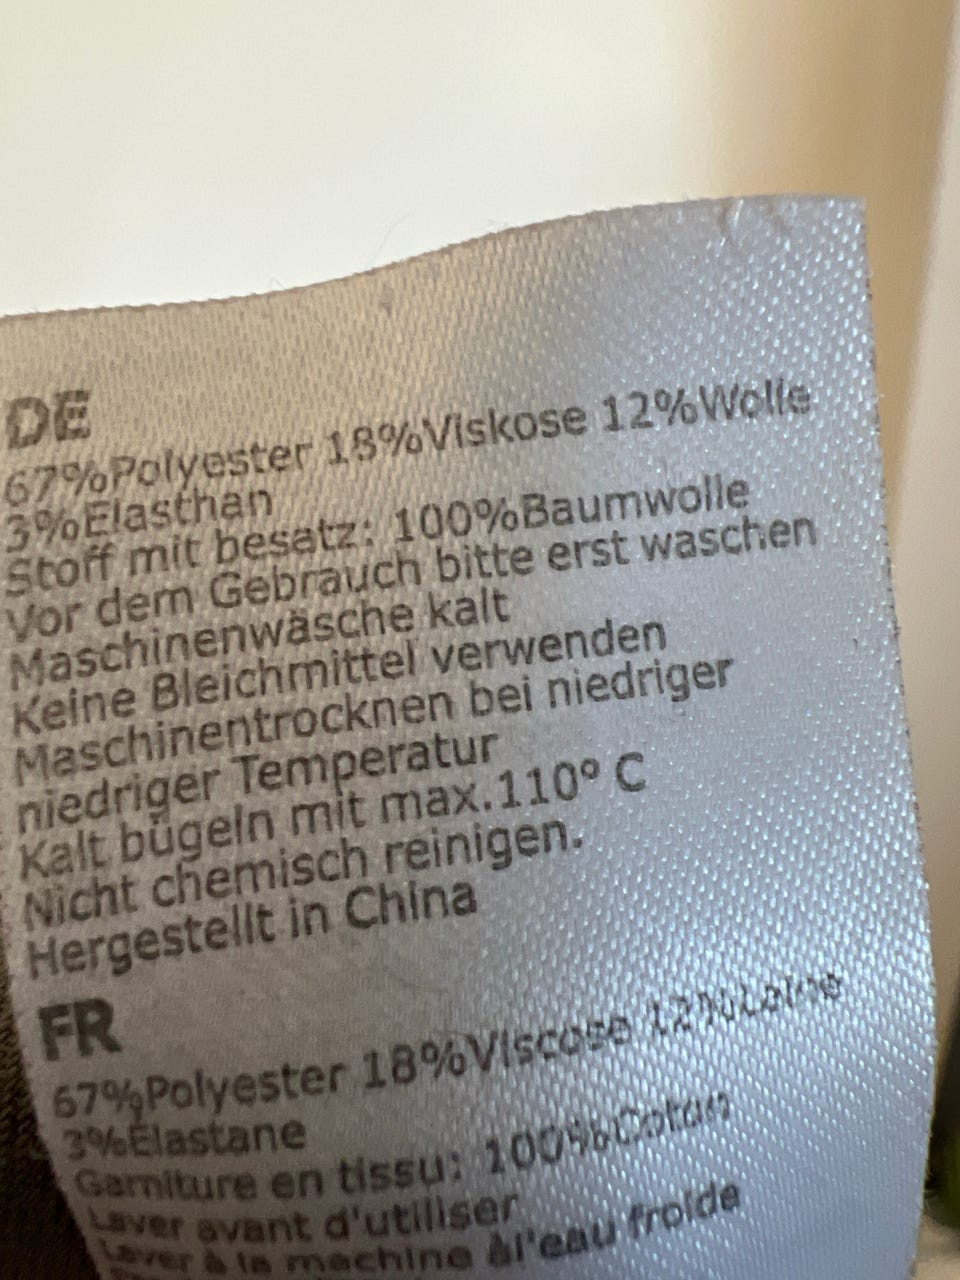 DE
67%Polyester 18%Viskose 12%Wolle
3%Elasthan
Stoff mit besatz: 100%Baumwolle
Vor dem Gebrauch bitte erst waschen
Maschinenwäsche kalt
Keine Bleichmittel verwenden
Maschinentrocknen bei niedriger
niedriger Temperatur
Kalt bügeln mit max.110° C
Nicht chemisch reinigen.
Hergestellt in China
FR
67%Polyester 18%Viscose 12%Laine
3%Elastane
Garniture en tissu: 100%Coton
Laver avant d'utiliser
Laver à la machine àl'eau froide